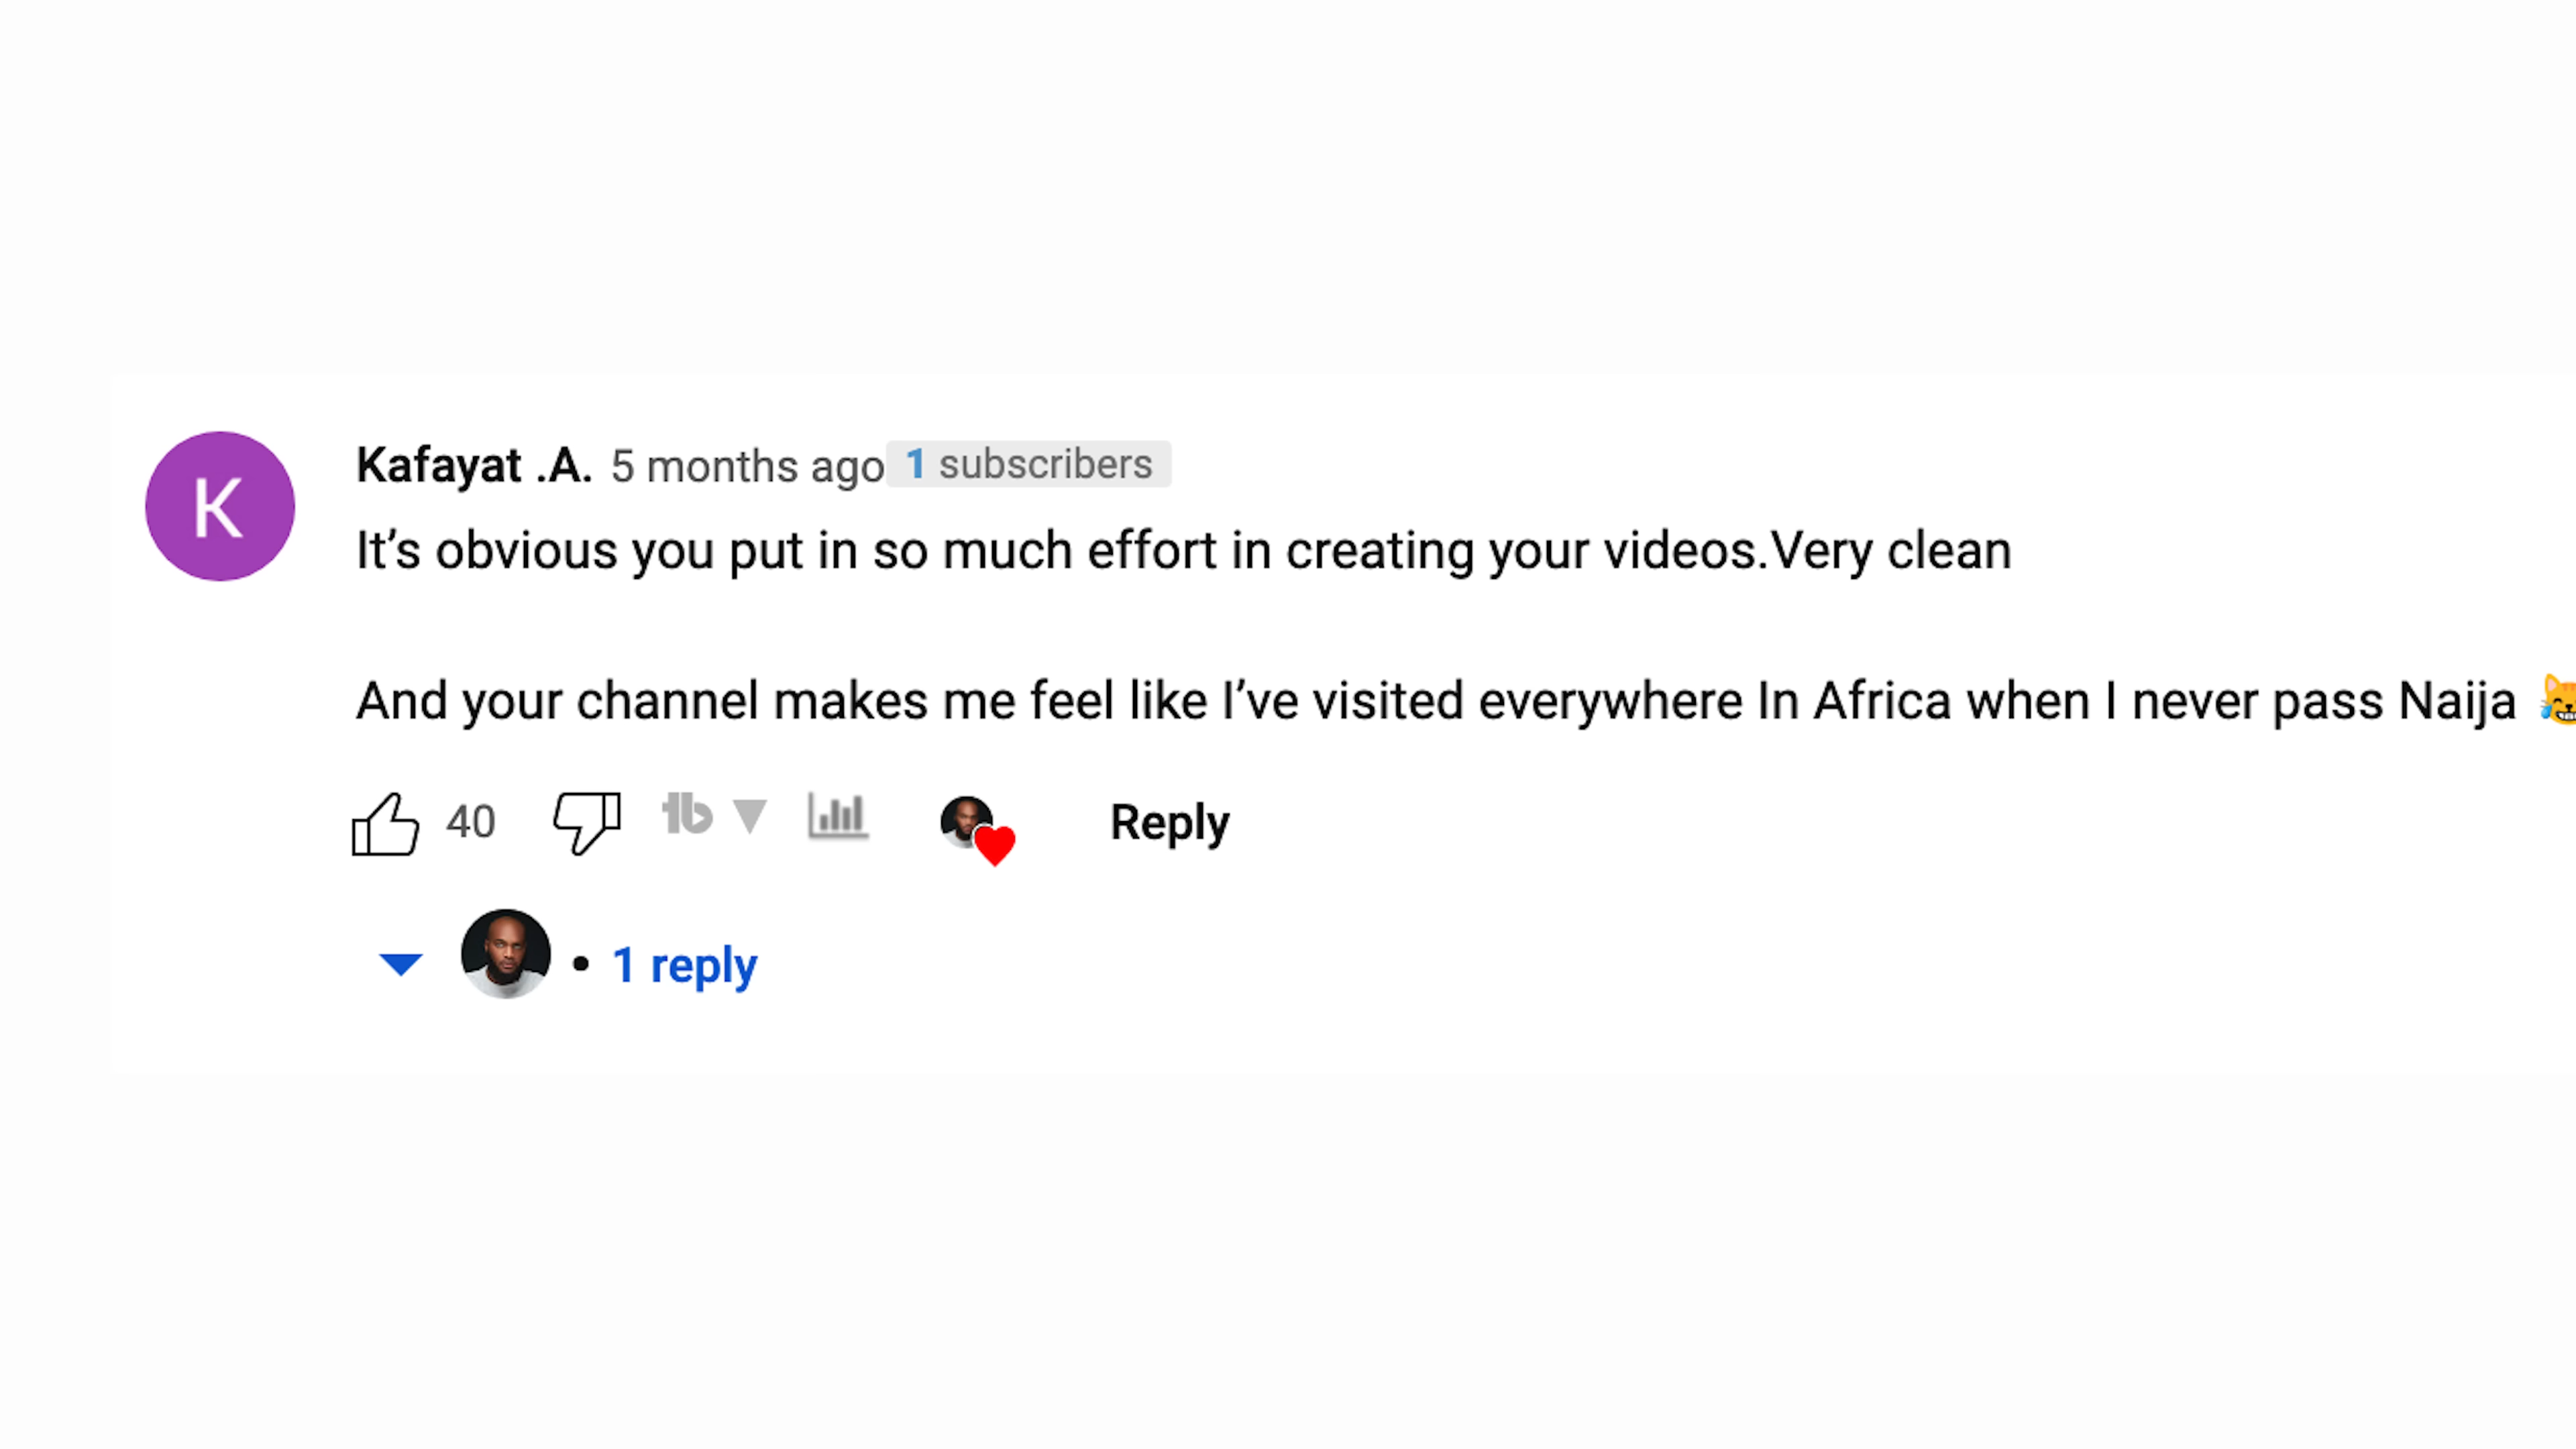 K
Kafayat .A. 5 months ago 1 subscribers
It’s obvious you put in so much effort in creating your videos.Very clean
And your channel makes me feel like I’ve visited everywhere In Africa when I never pass Naija 😹
40 tb Reply
1 reply